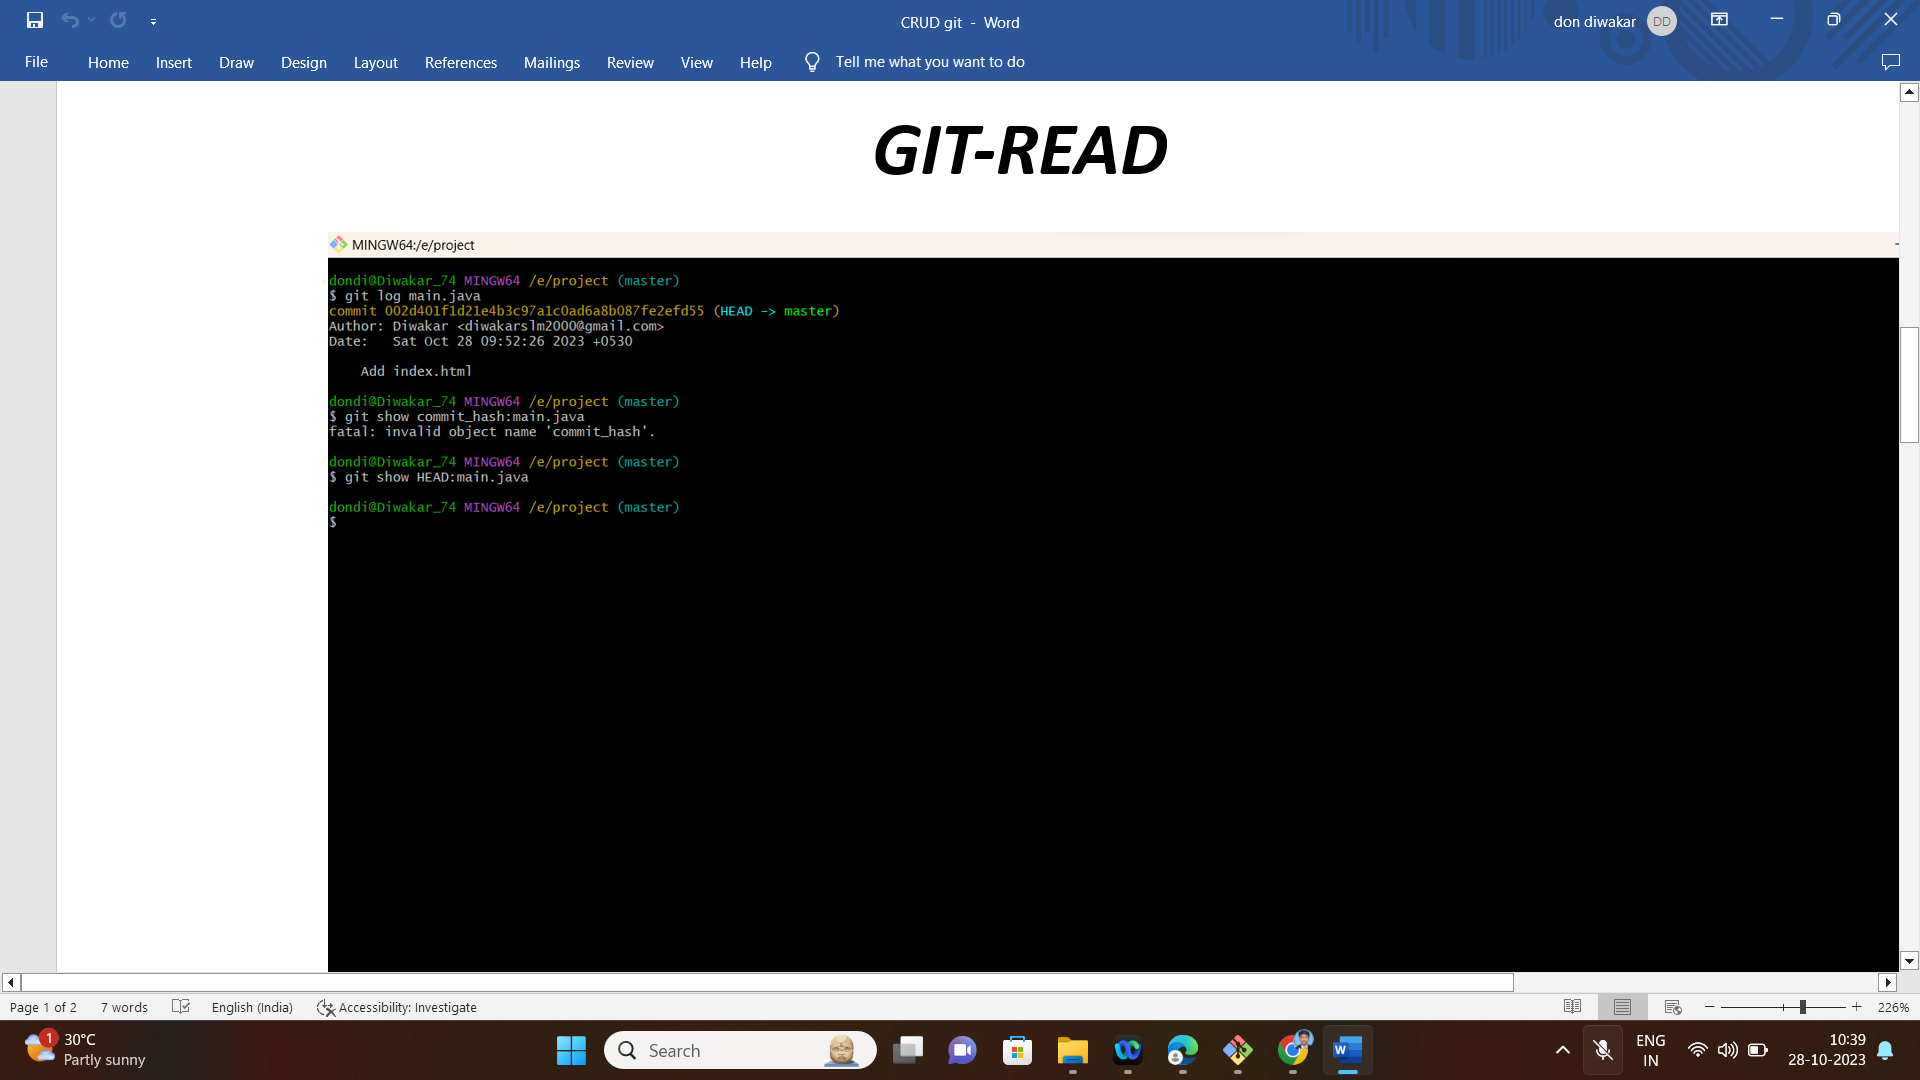 CRUD git - Word
don diwakar
DD
File Home Insert Draw Design Layout References Mailings Review View Help Tell me what you want to do
GIT-READ
MINGW64:/e/project
dondi@Diwakar_74 MINGW64 /e/project (master)
$ git log main.java
commit 002d401f1d21e4b3c97a1c0ad6a8b087fe2efd55 (HEAD -> master)
Author: Diwakar <diwakarslm2000@gmail.com>
Date:   Sat Oct 28 09:52:26 2023 +0530
    Add index.html
dondi@Diwakar_74 MINGW64 /e/project (master)
$ git show commit_hash:main.java
fatal: invalid object name 'commit_hash'.
dondi@Diwakar_74 MINGW64 /e/project (master)
$ git show HEAD:main.java
dondi@Diwakar_74 MINGW64 /e/project (master)
$
Page 1 of 2 7 words English (India) Accessibility: Investigate 226%
1
30°C
Partly sunny
Search
W
ENG
IN
10:39
28-10-2023